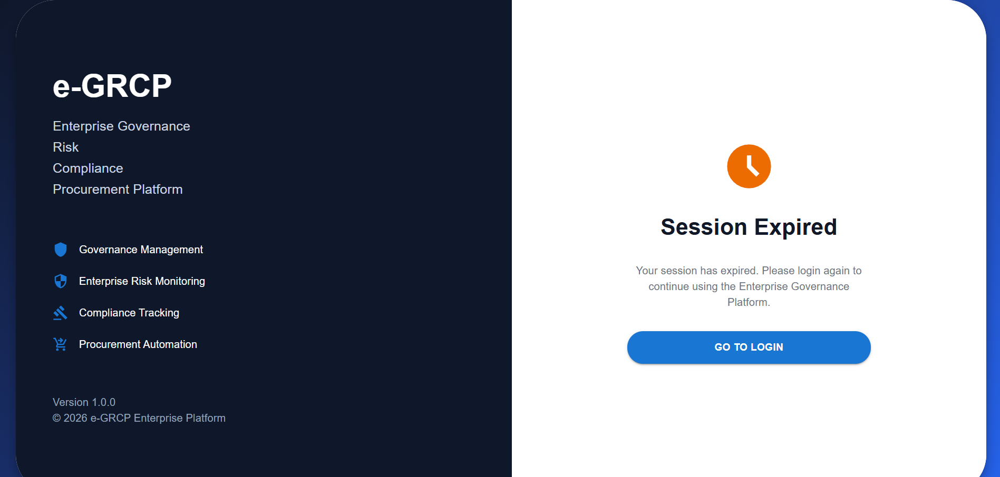 e-GRCP
Enterprise Governance
Risk
Compliance
Procurement Platform
Governance Management
Enterprise Risk Monitoring
Compliance Tracking
Procurement Automation
Version 1.0.0
© 2026 e-GRCP Enterprise Platform
Session Expired
Your session has expired. Please login again to
continue using the Enterprise Governance
Platform.
GO TO LOGIN